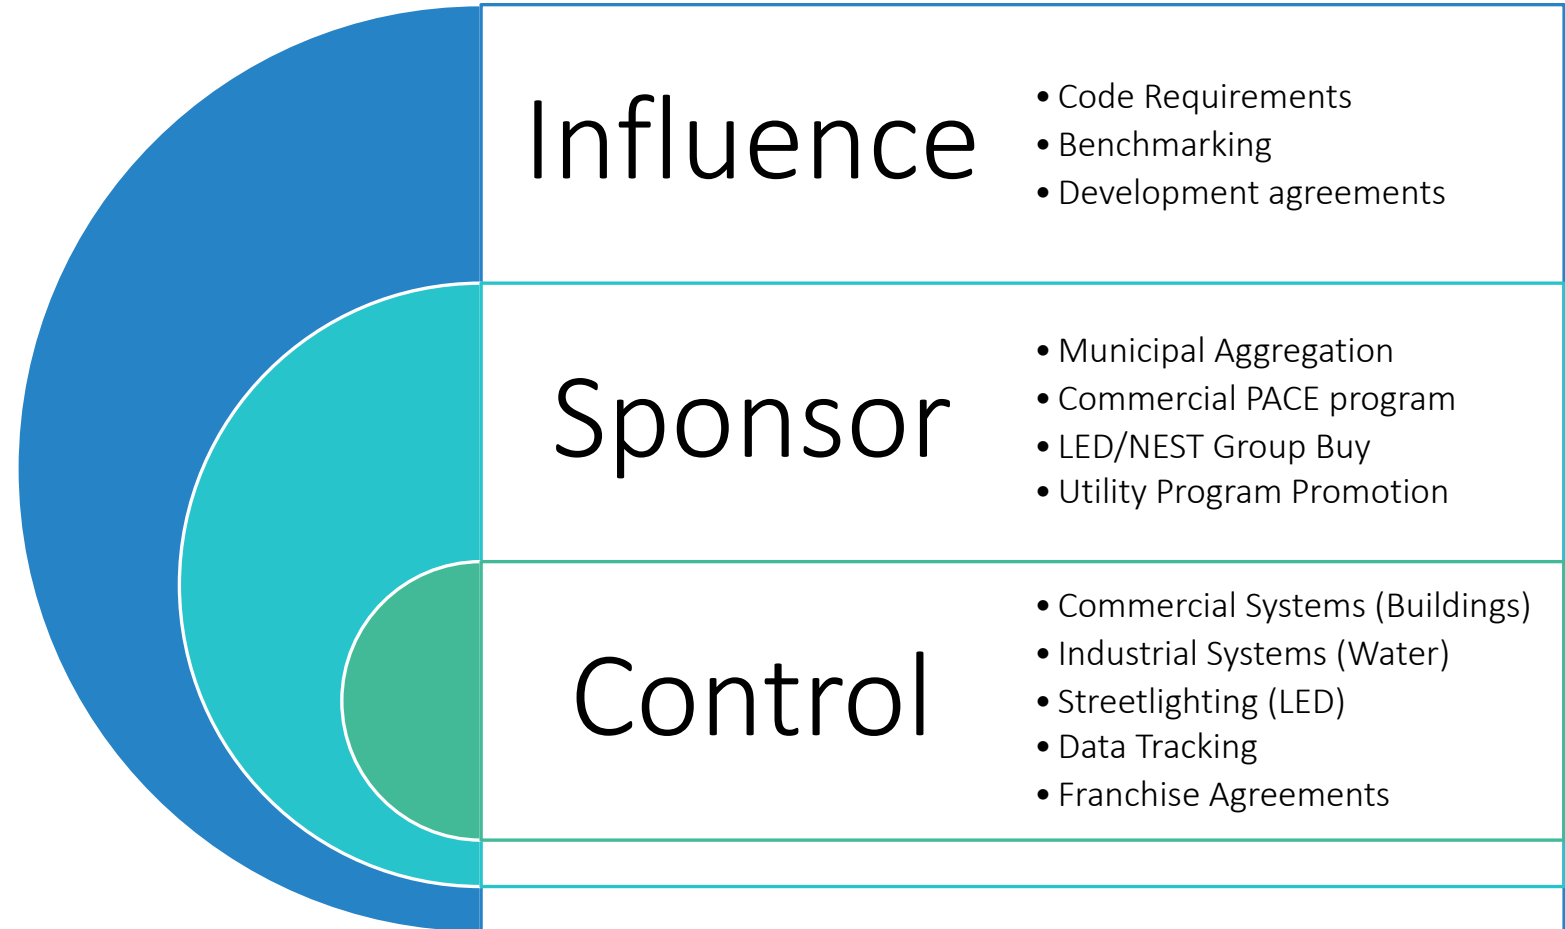 Influence
• Code Requirements
• Benchmarking
• Development agreements
Sponsor
• Municipal Aggregation
• Commercial PACE program
• LED/NEST Group Buy
• Utility Program Promotion
Control
• Commercial Systems (Buildings)
• Industrial Systems (Water)
• Streetlighting (LED)
• Data Tracking
• Franchise Agreements